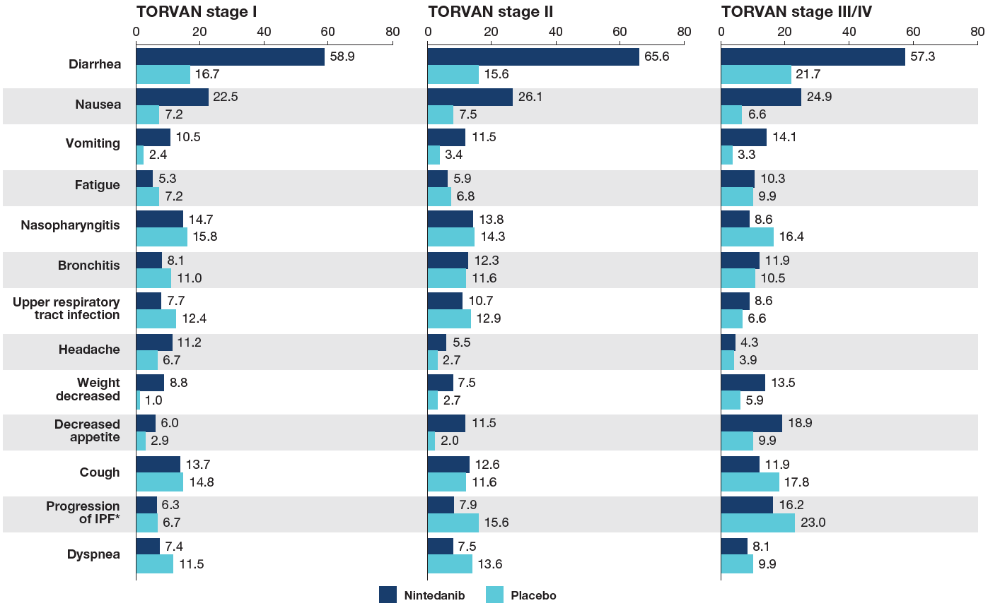 TORVAN stage I TORVAN stage II TORVAN stage III/IV
0 20 40 60 80 0 20 40 60 80 0 20 40 60 80
Diarrhea
58.9 65.6 57.3
16.7 15.6 21.7
Nausea
22.5 26.1 24.9
7.2 7.5 6.6
Vomiting
10.5 11.5 14.1
2.4 3.4 3.3
Fatigue
5.3 5.9 10.3
7.2 6.8 9.9
Nasopharyngitis
14.7 13.8 8.6
15.8 14.3 16.4
Bronchitis
8.1 12.3 11.9
11.0 11.6 10.5
Upper respiratory
tract infection
7.7 10.7 8.6
12.4 12.9 6.6
Headache
11.2 5.5 4.3
6.7 2.7 3.9
Weight
decreased
8.8 7.5 13.5
1.0 2.7 5.9
Decreased
appetite
6.0 11.5 18.9
2.9 2.0 9.9
Cough
13.7 12.6 11.9
14.8 11.6 17.8
Progression
of IPF*
6.3 7.9 16.2
6.7 15.6 23.0
Dyspnea
7.4 7.5 8.1
11.5 13.6 9.9
Nintedanib Placebo